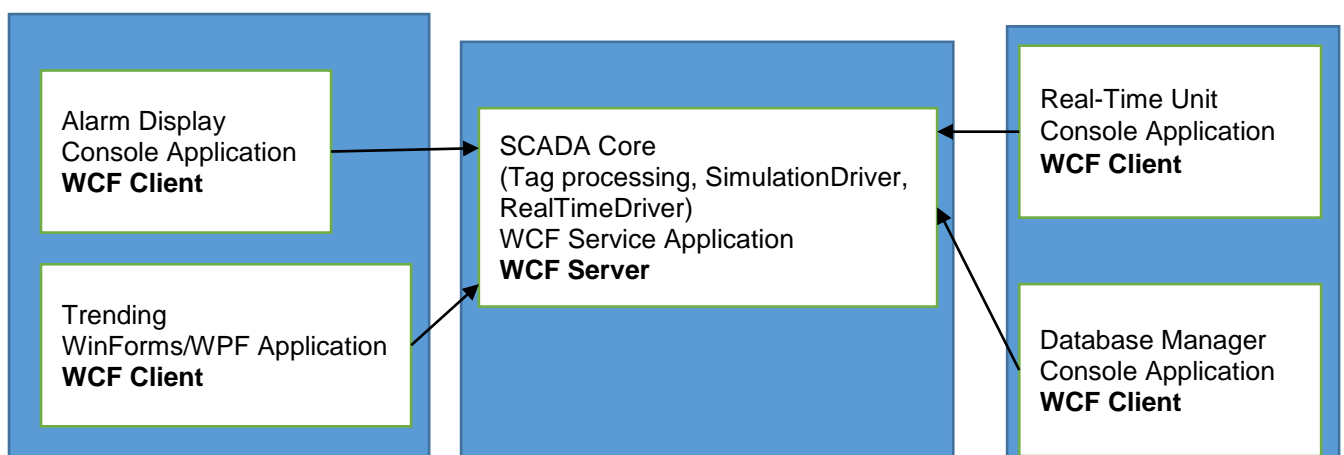 Alarm Display
Console Application
WCF Client
Trending
WinForms/WPF Application
WCF Client
SCADA Core
(Tag processing, SimulationDriver,
RealTimeDriver)
WCF Service Application
WCF Server
Real-Time Unit
Console Application
WCF Client
Database Manager
Console Application
WCF Client